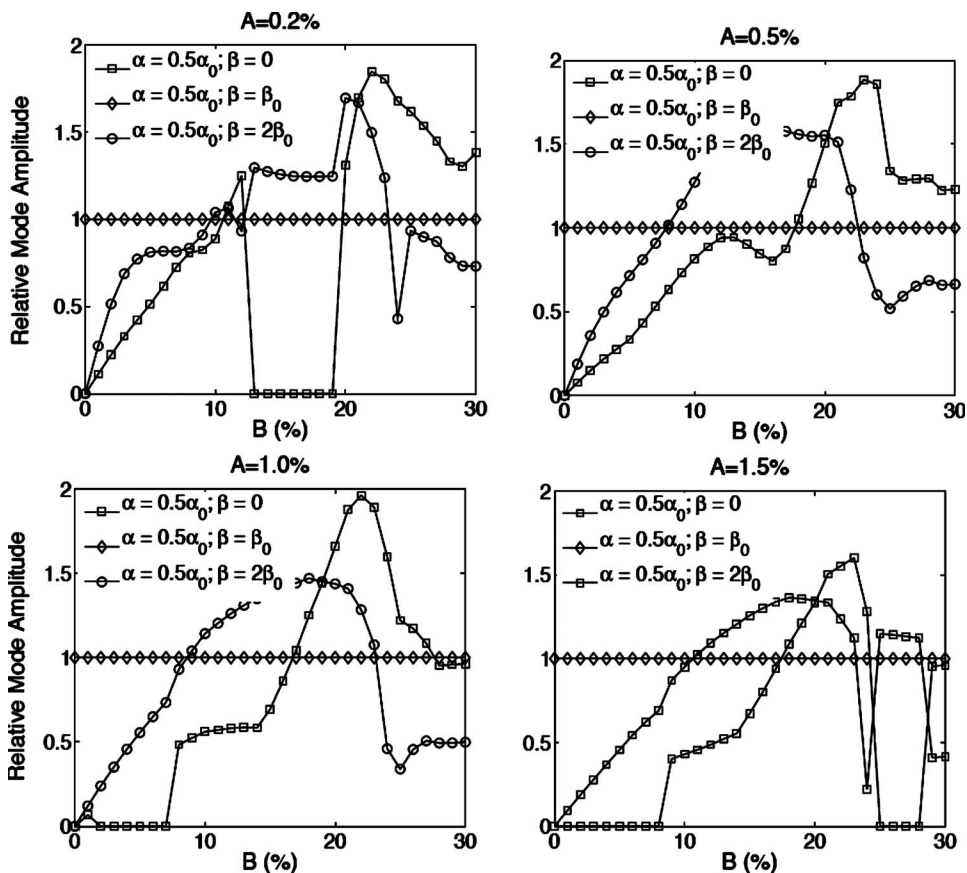 A=0.2%
2
α = 0.5α₀; β = 0
α = 0.5α₀; β = β₀
α = 0.5α₀; β = 2β₀
1.5
1
0.5
0
0 10 20 30
B (%)
Relative Mode Amplitude
A=0.5%
2
α = 0.5α₀; β = 0
α = 0.5α₀; β = β₀
α = 0.5α₀; β = 2β₀
1.5
1
0.5
0
0 10 20 30
B (%)
A=1.0%
2
α = 0.5α₀; β = 0
α = 0.5α₀; β = β₀
α = 0.5α₀; β = 2β₀
1.5
1
0.5
0
0 10 20 30
B (%)
Relative Mode Amplitude
A=1.5%
2
α = 0.5α₀; β = 0
α = 0.5α₀; β = β₀
α = 0.5α₀; β = 2β₀
1.5
1
0.5
0
0 10 20 30
B (%)